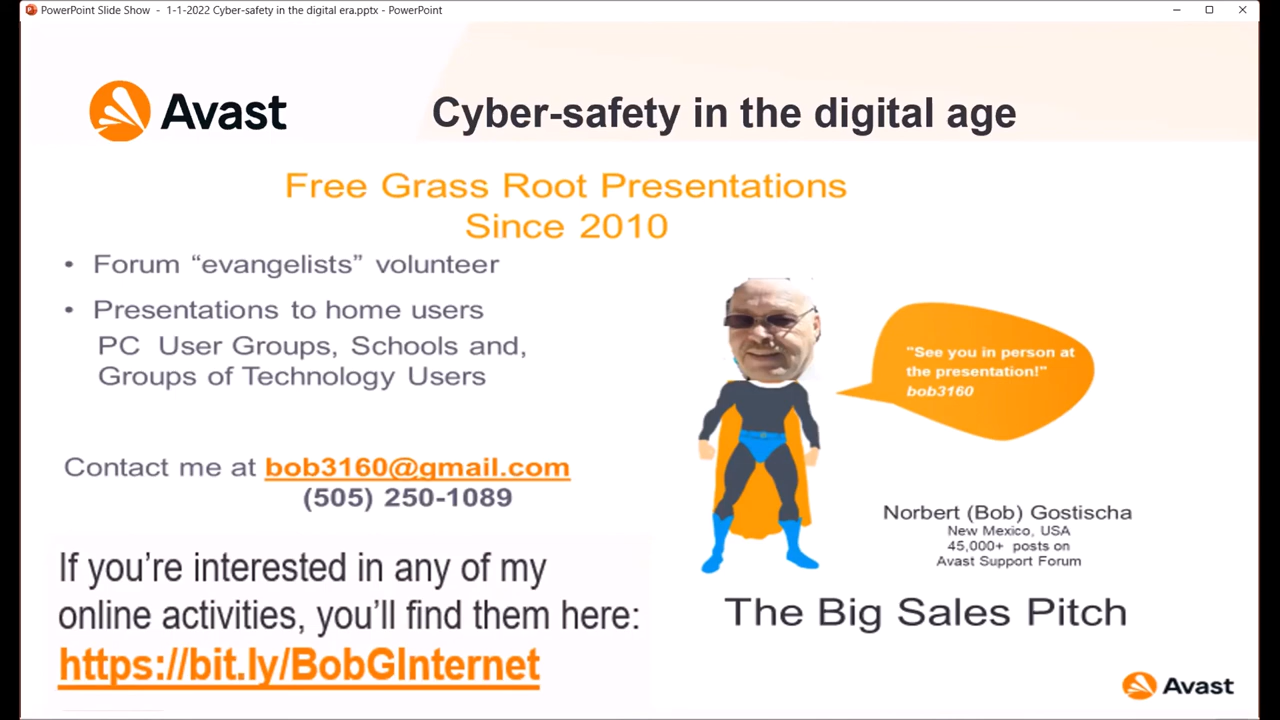 PowerPoint Slide Show - 1-1-2022 Cyber-safety in the digital era.pptx - PowerPoint
Avast
Cyber-safety in the digital age
Free Grass Root Presentations
Since 2010
• Forum “evangelists” volunteer
• Presentations to home users
PC User Groups, Schools and,
Groups of Technology Users
"See you in person at
the presentation!"
bob3160
Contact me at bob3160@gmail.com
(505) 250-1089
Norbert (Bob) Gostischa
New Mexico, USA
45,000+ posts on
Avast Support Forum
If you’re interested in any of my
online activities, you’ll find them here:
https://bit.ly/BobGInternet
The Big Sales Pitch
Avast